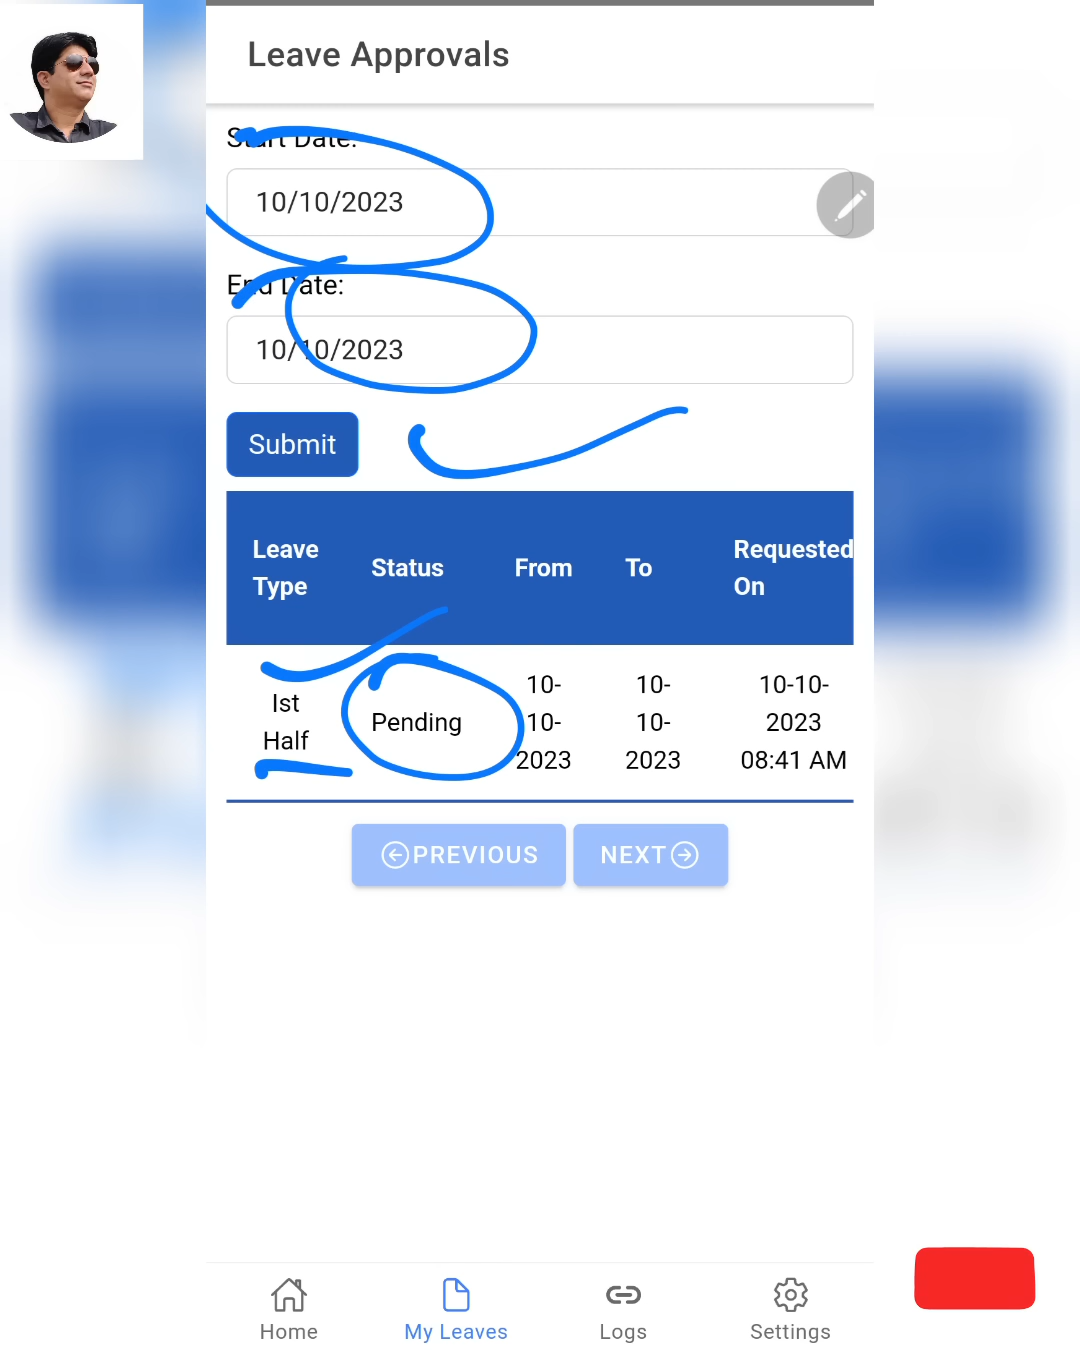 Leave Approvals
Start Date:
10/10/2023
End Date:
10/10/2023
Submit
Leave Type
Status
From
To
Requested On
Ist Half
Pending
10-10-2023
10-10-2023
10-10-2023 08:41 AM
PREVIOUS
NEXT
Home
My Leaves
Logs
Settings